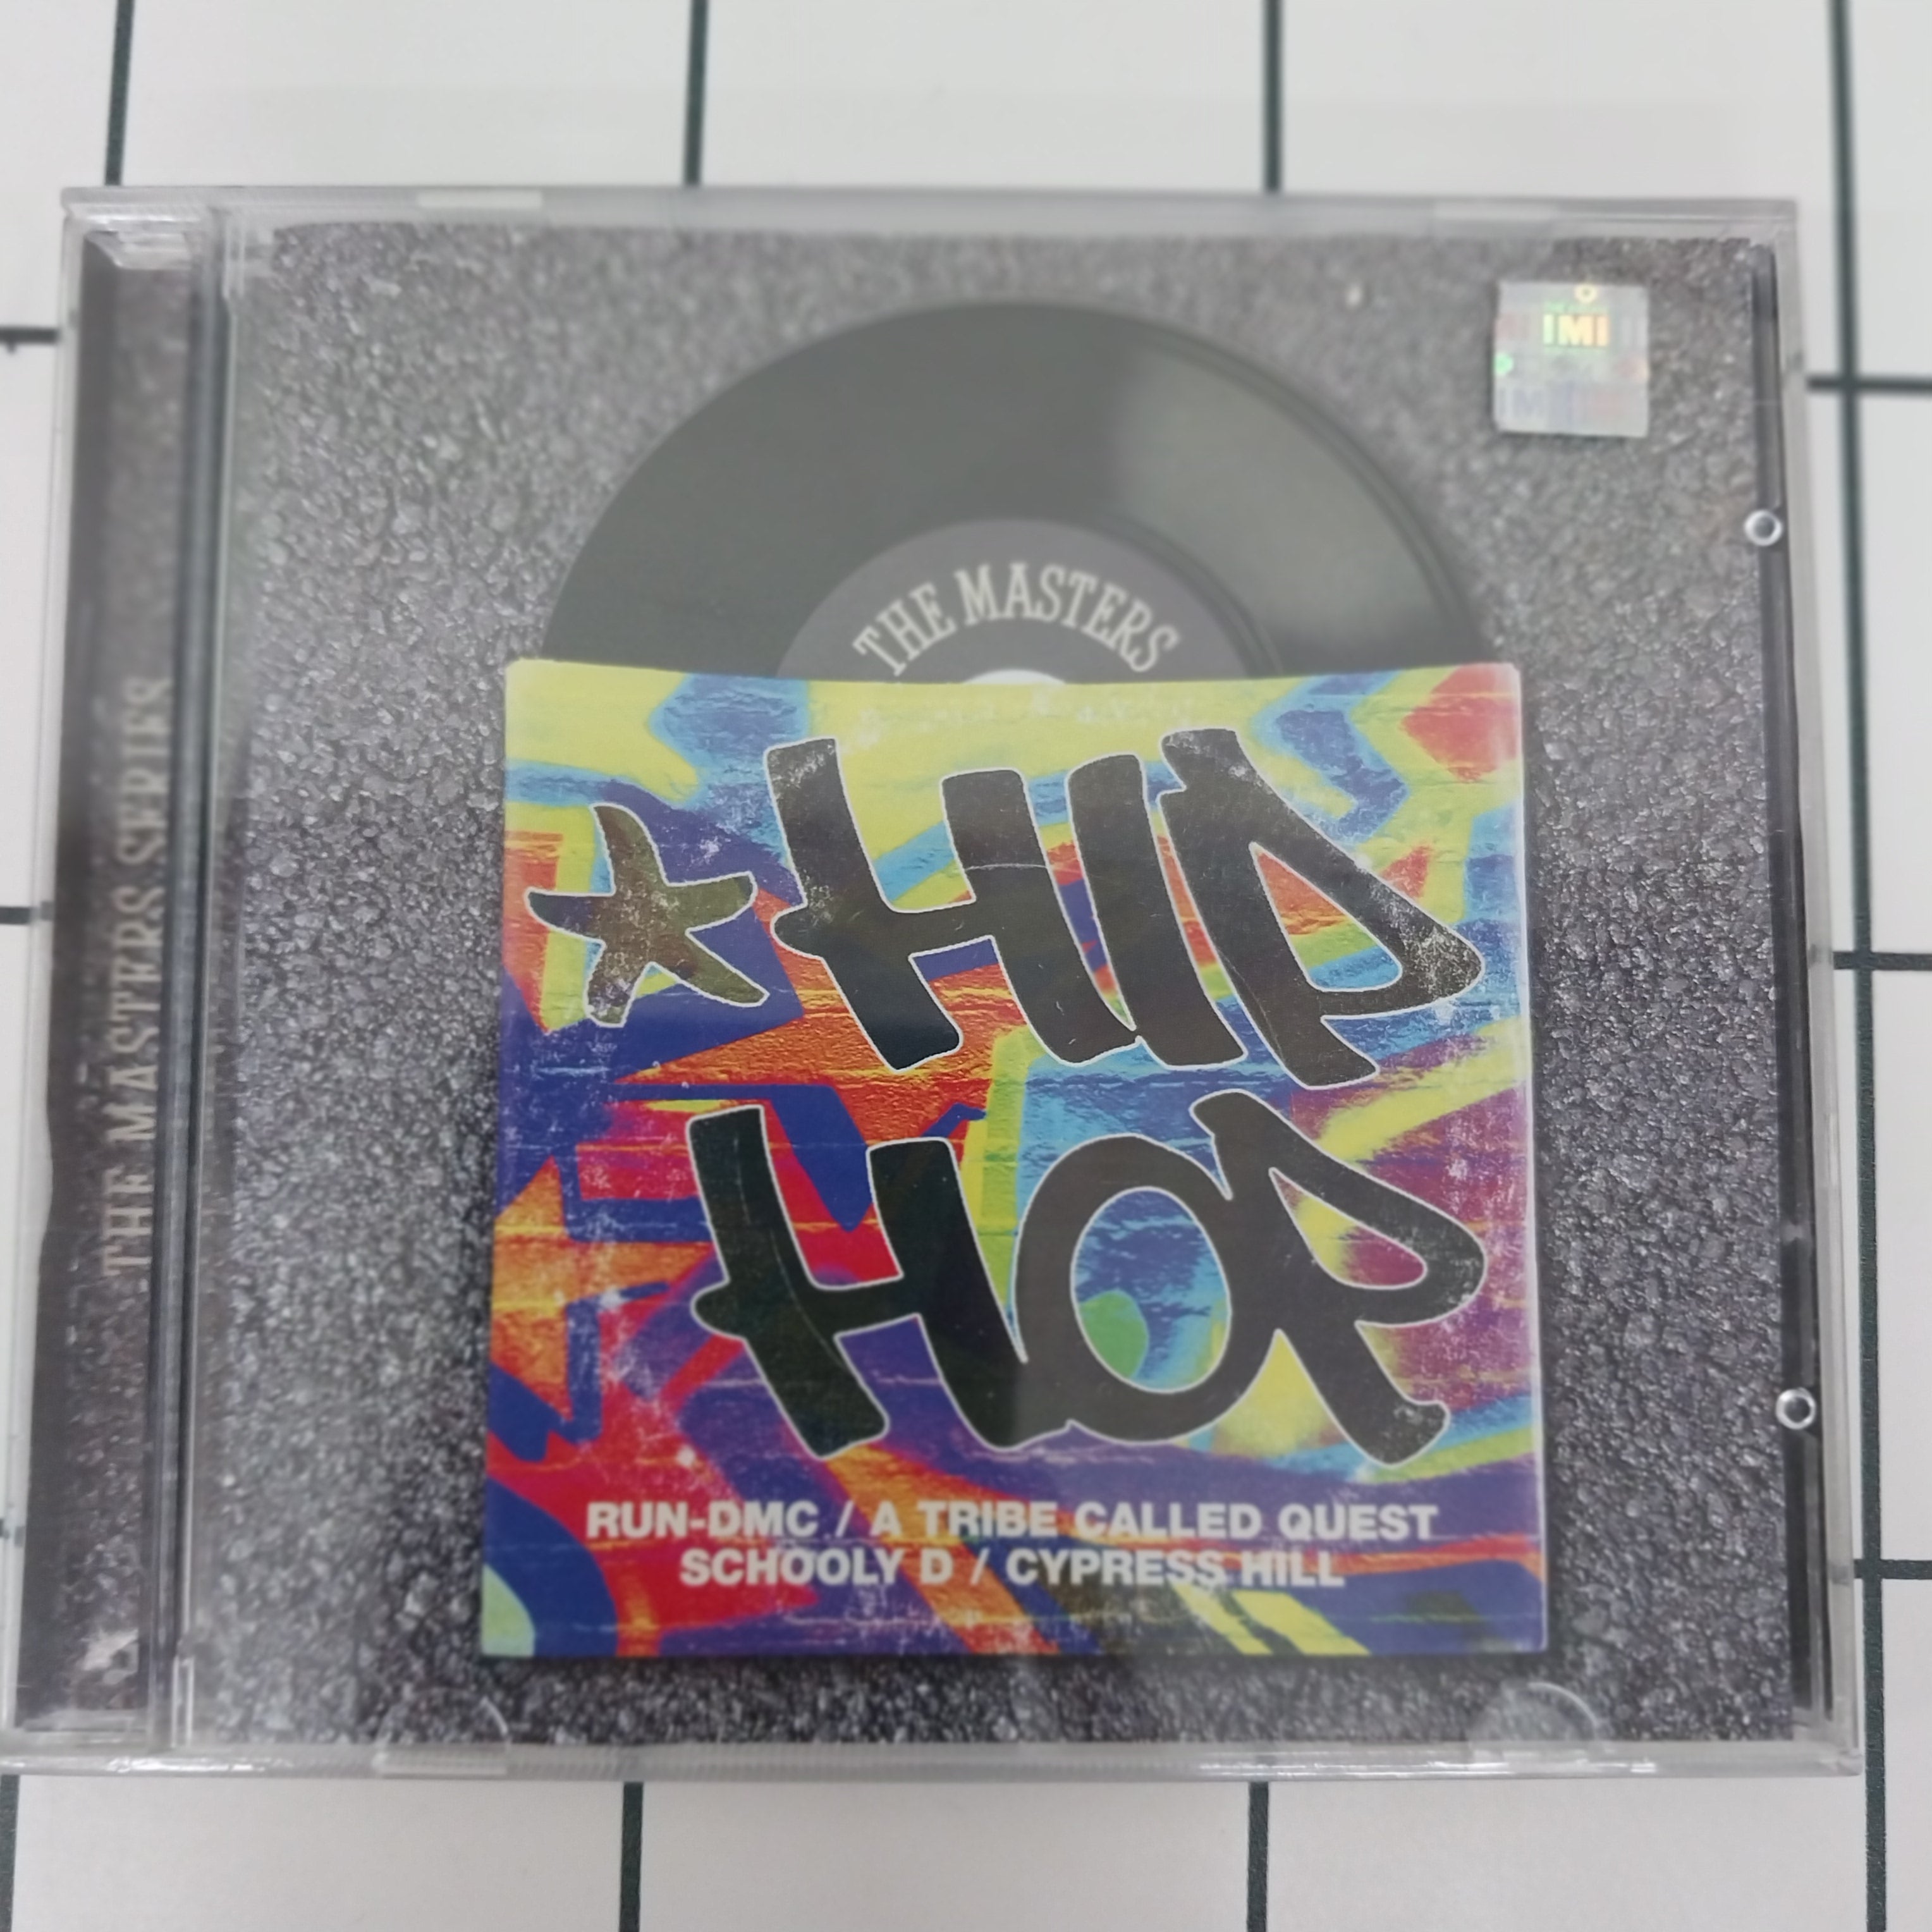 THE MASTERS SERIES
IMI
THE MASTERS
HIP
HOP
RUN-DMC / A TRIBE CALLED QUEST
SCHOOLY D / CYPRESS HILL